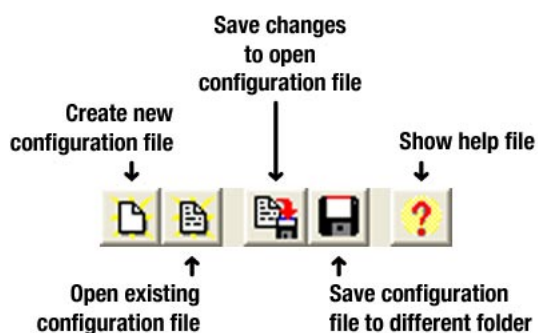 Save changes
to open
configuration file
Create new
configuration file
Show help file
?
Open existing
configuration file
Save configuration
file to different folder